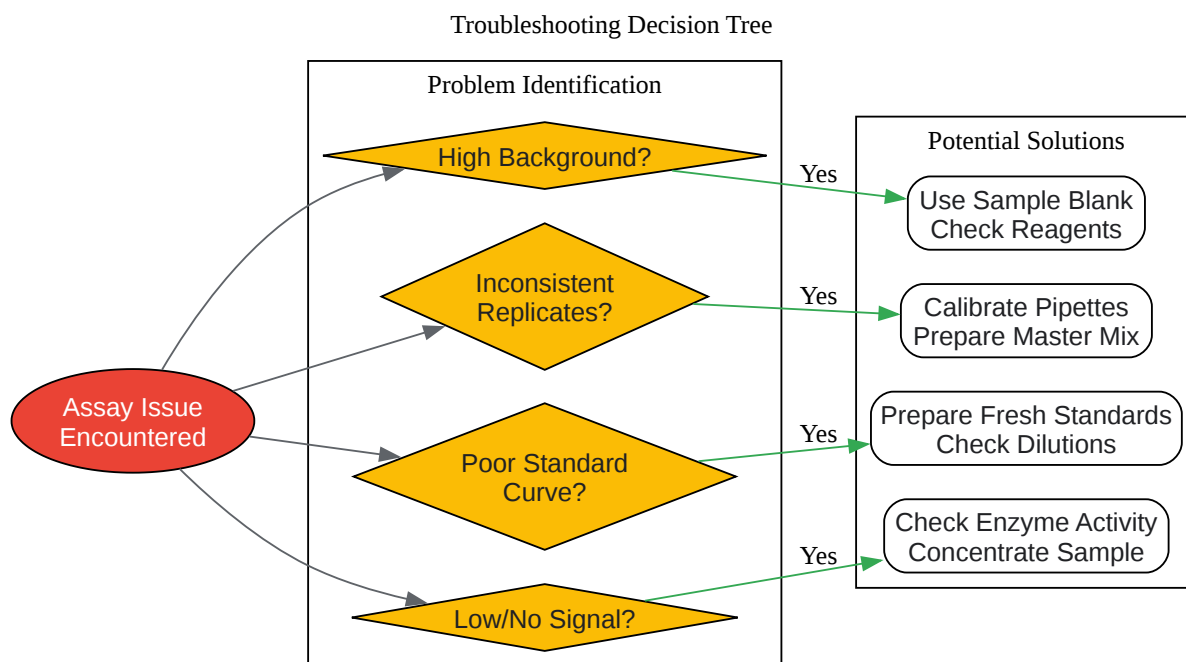 Troubleshooting Decision Tree
Problem Identification
Potential Solutions
Assay Issue
Encountered
High Background?
Yes
Use Sample Blank
Check Reagents
Inconsistent
Replicates?
Yes
Calibrate Pipettes
Prepare Master Mix
Poor Standard
Curve?
Yes
Prepare Fresh Standards
Check Dilutions
Low/No Signal?
Yes
Check Enzyme Activity
Concentrate Sample